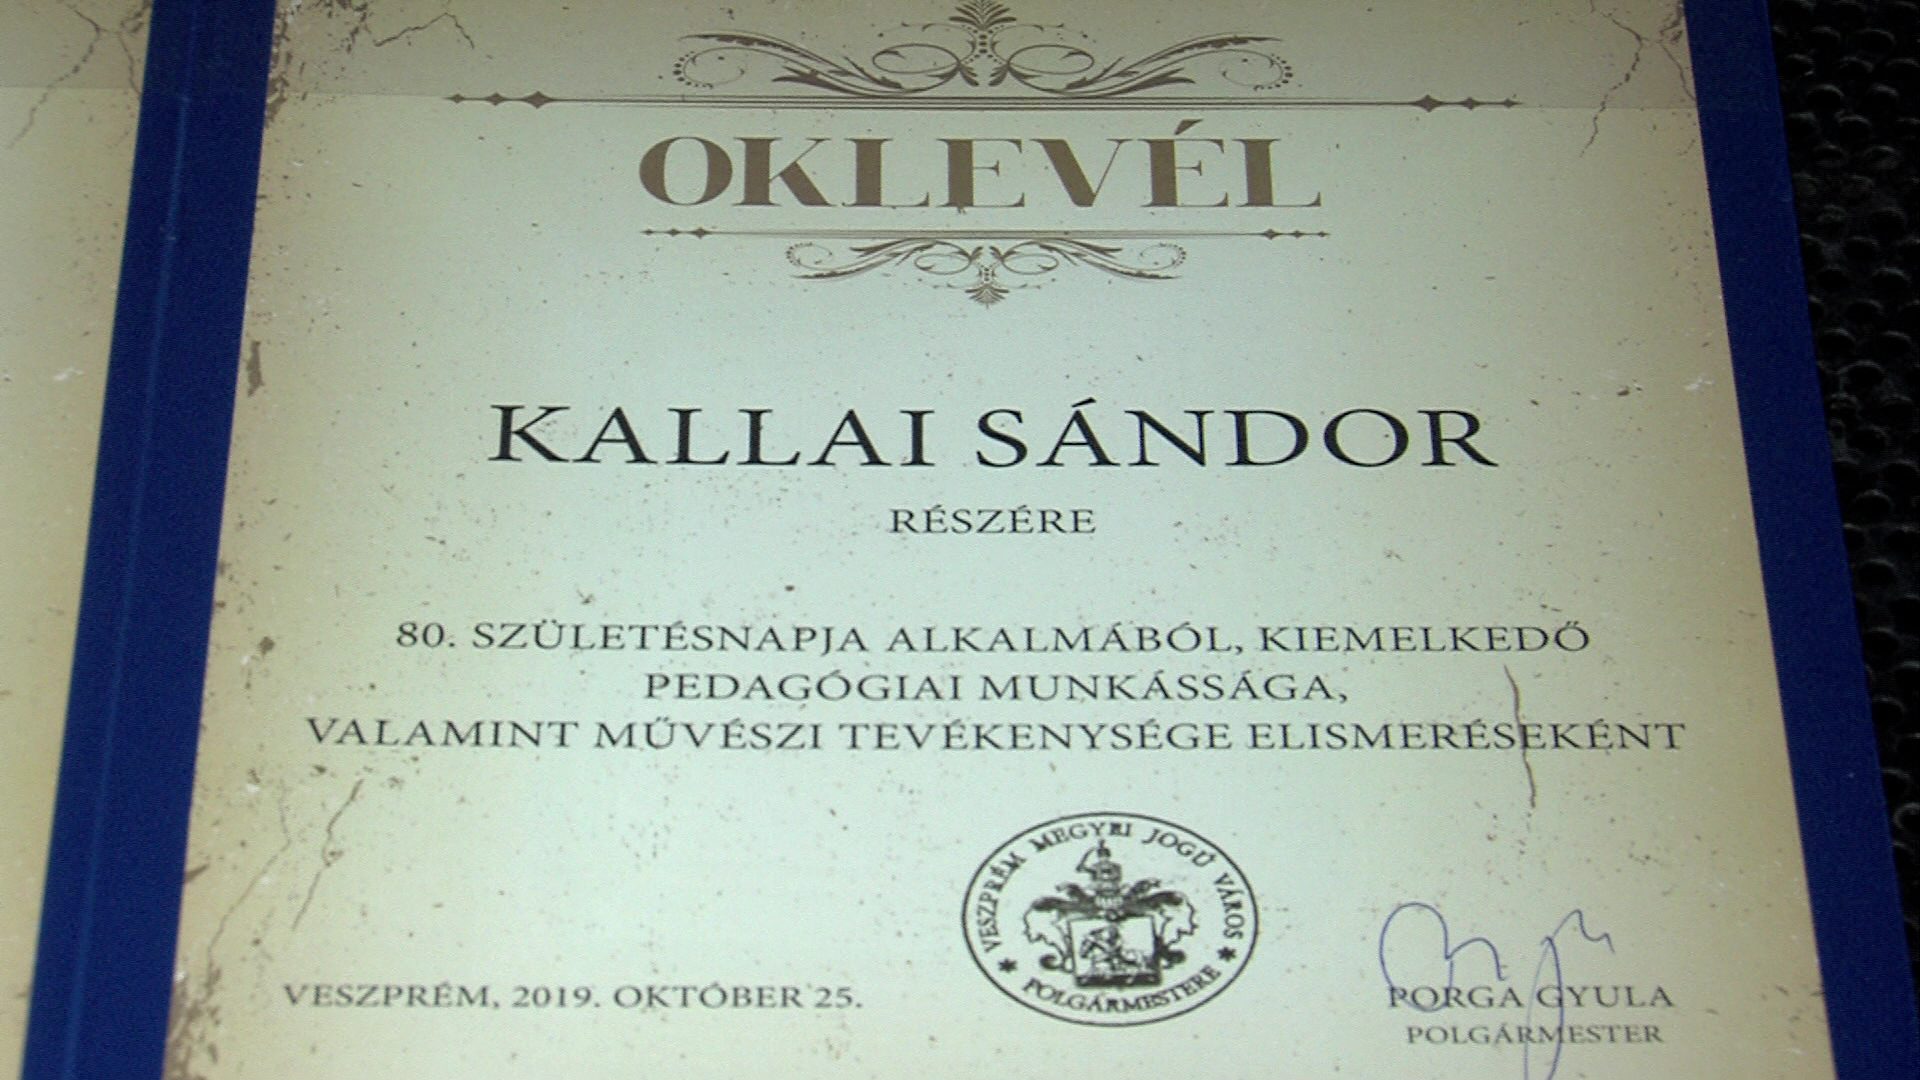 OKLEVÉL
KALLAI SÁNDOR
RÉSZÉRE
80. SZÜLETÉSNAPJA ALKALMÁBÓL, KIEMELKEDŐ
PEDAGÓGIAI MUNKÁSSÁGA,
VALAMINT MŰVÉSZI TEVÉKENYSÉGE ELISMERÉSEKÉNT
VESZPRÉM MEGYEI JOGÚ VÁROS
POLGÁRMESTERE
VESZPRÉM, 2019. OKTÓBER 25.
PORGA GYULA
POLGÁRMESTER